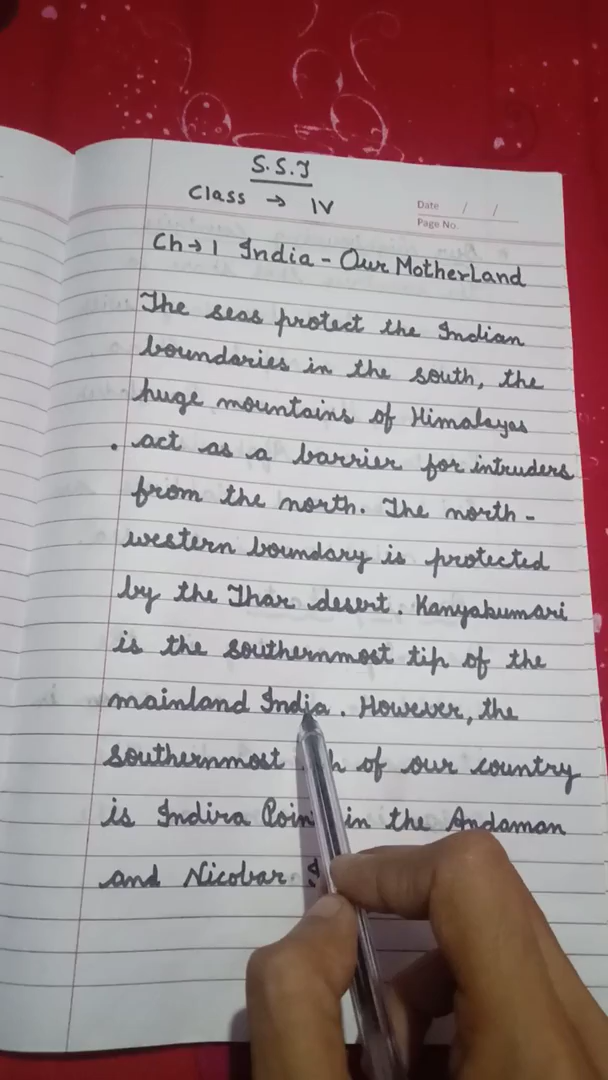 S.S.T
Class → IV
Date / /
Page No.
Ch → 1 India - Our MotherLand
The seas protect the Indian
boundaries in the south, the
huge mountains of Himalayas
. act as a barrier for intruders
from the north. The north -
western boundary is protected
by the Thar desert. Kanyakumari
is the southernmost tip of the
mainland India. However, the
southernmost of our country
is Indira Poin in the Andaman
and Nicobar